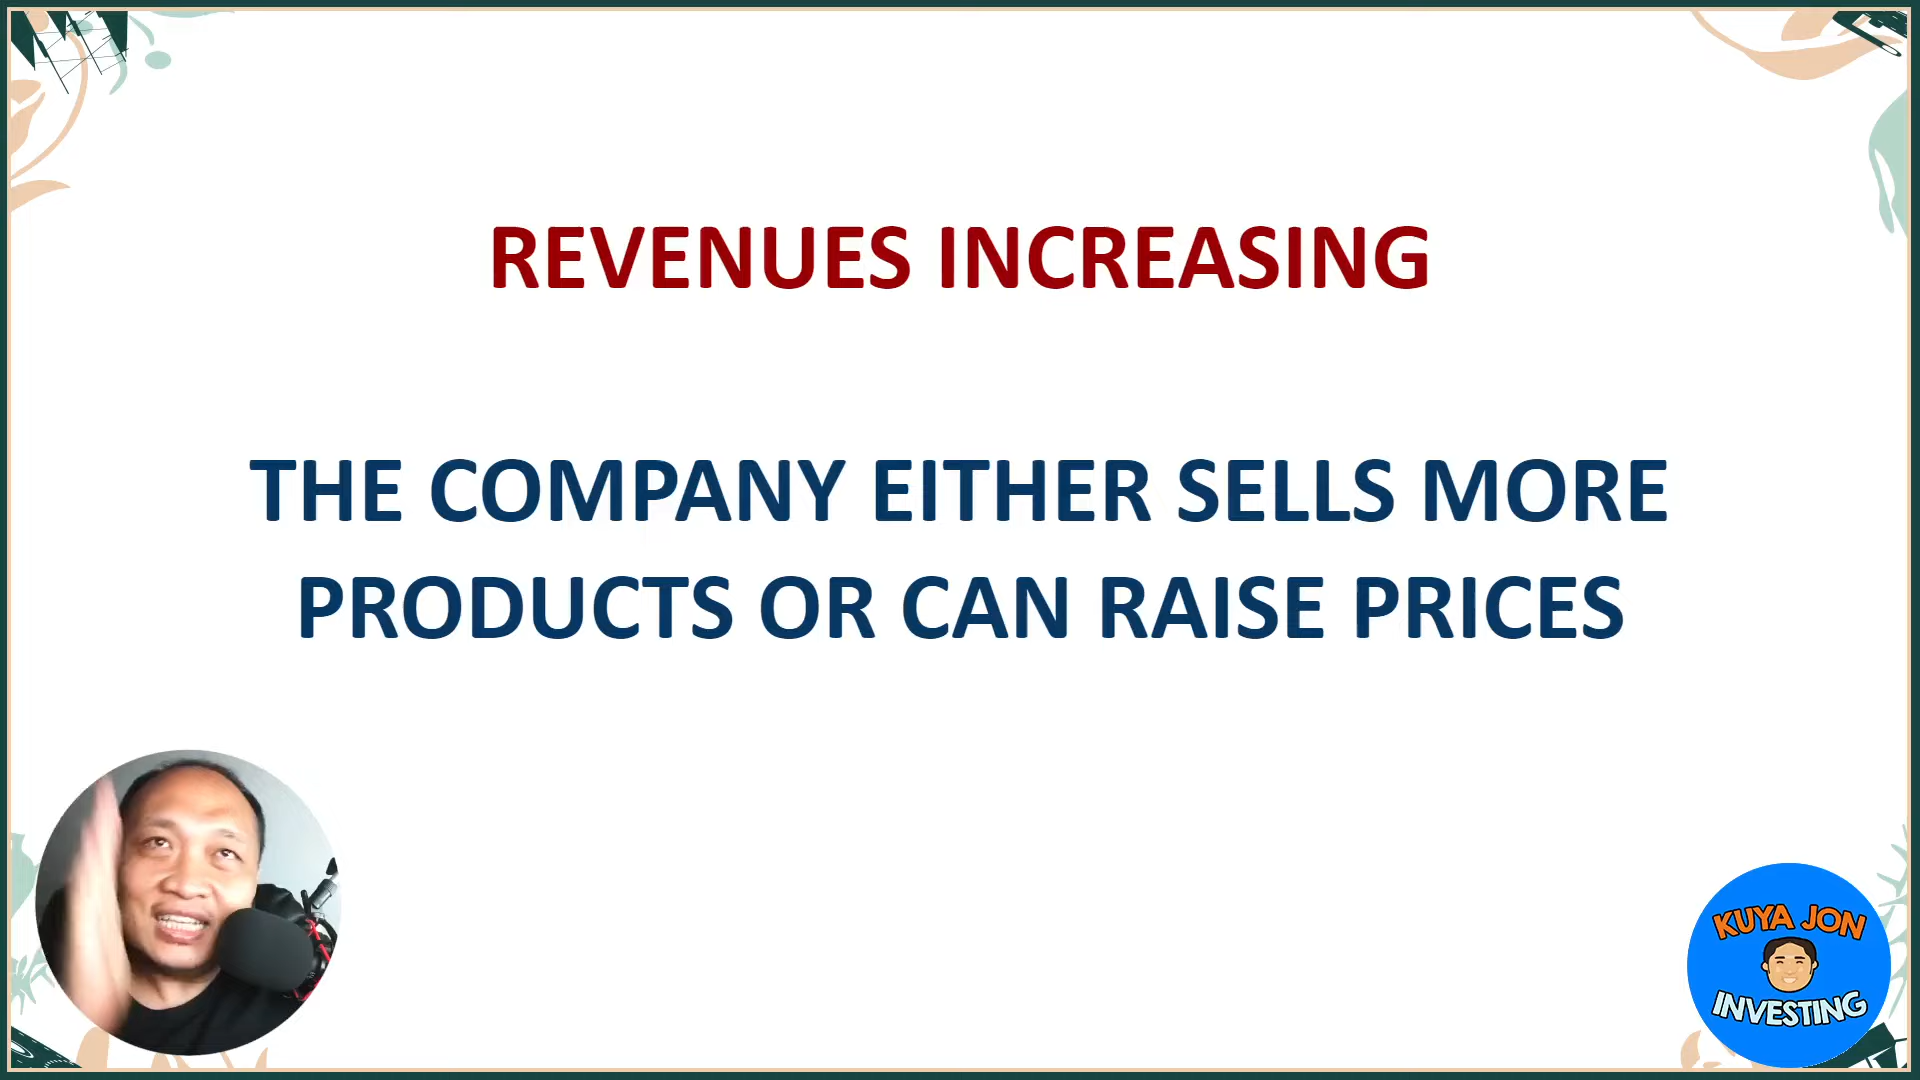 REVENUES INCREASING
THE COMPANY EITHER SELLS MORE
PRODUCTS OR CAN RAISE PRICES
KUYA JON
INVESTING